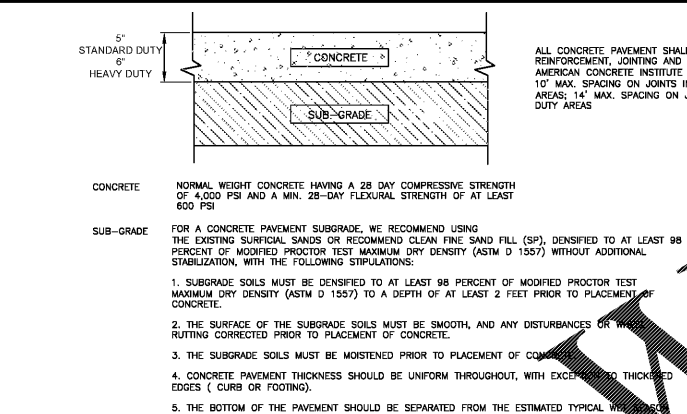 5"
STANDARD DUTY
6"
HEAVY DUTY
CONCRETE
SUB-GRADE
ALL CONCRETE PAVEMENT SHALL
REINFORCEMENT, JOINTING AND
AMERICAN CONCRETE INSTITUTE
10' MAX. SPACING ON JOINTS
AREAS; 14' MAX. SPACING ON
DUTY AREAS
CONCRETE NORMAL WEIGHT CONCRETE HAVING A 28 DAY COMPRESSIVE STRENGTH
OF 4,000 PSI AND A MIN. 28-DAY FLEXURAL STRENGTH OF AT LEAST
600 PSI
SUB-GRADE FOR A CONCRETE PAVEMENT SUBGRADE, WE RECOMMEND USING
THE EXISTING SURFICIAL SANDS OR RECOMMEND CLEAN FINE SAND FILL (SP), DENSIFIED TO AT LEAST 98
PERCENT OF MODIFIED PROCTOR TEST MAXIMUM DRY DENSITY (ASTM D 1557) WITHOUT ADDITIONAL
STABILIZATION, WITH THE FOLLOWING STIPULATIONS:
1. SUBGRADE SOILS MUST BE DENSIFIED TO AT LEAST 98 PERCENT OF MODIFIED PROCTOR TEST
MAXIMUM DRY DENSITY (ASTM D 1557) TO A DEPTH OF AT LEAST 2 FEET PRIOR TO PLACEMENT OF
CONCRETE.
2. THE SURFACE OF THE SUBGRADE SOILS MUST BE SMOOTH, AND ANY DISTURBANCES OR
RUTTING CORRECTED PRIOR TO PLACEMENT OF CONCRETE.
3. THE SUBGRADE SOILS MUST BE MOISTENED PRIOR TO PLACEMENT OF CONCRETE.
4. CONCRETE PAVEMENT THICKNESS SHOULD BE UNIFORM THROUGHOUT, WITH EXCEPTION TO THICKENED
EDGES ( CURB OR FOOTING).
5. THE BOTTOM OF THE PAVEMENT SHOULD BE SEPARATED FROM THE ESTIMATED TYPICAL WET SEASON